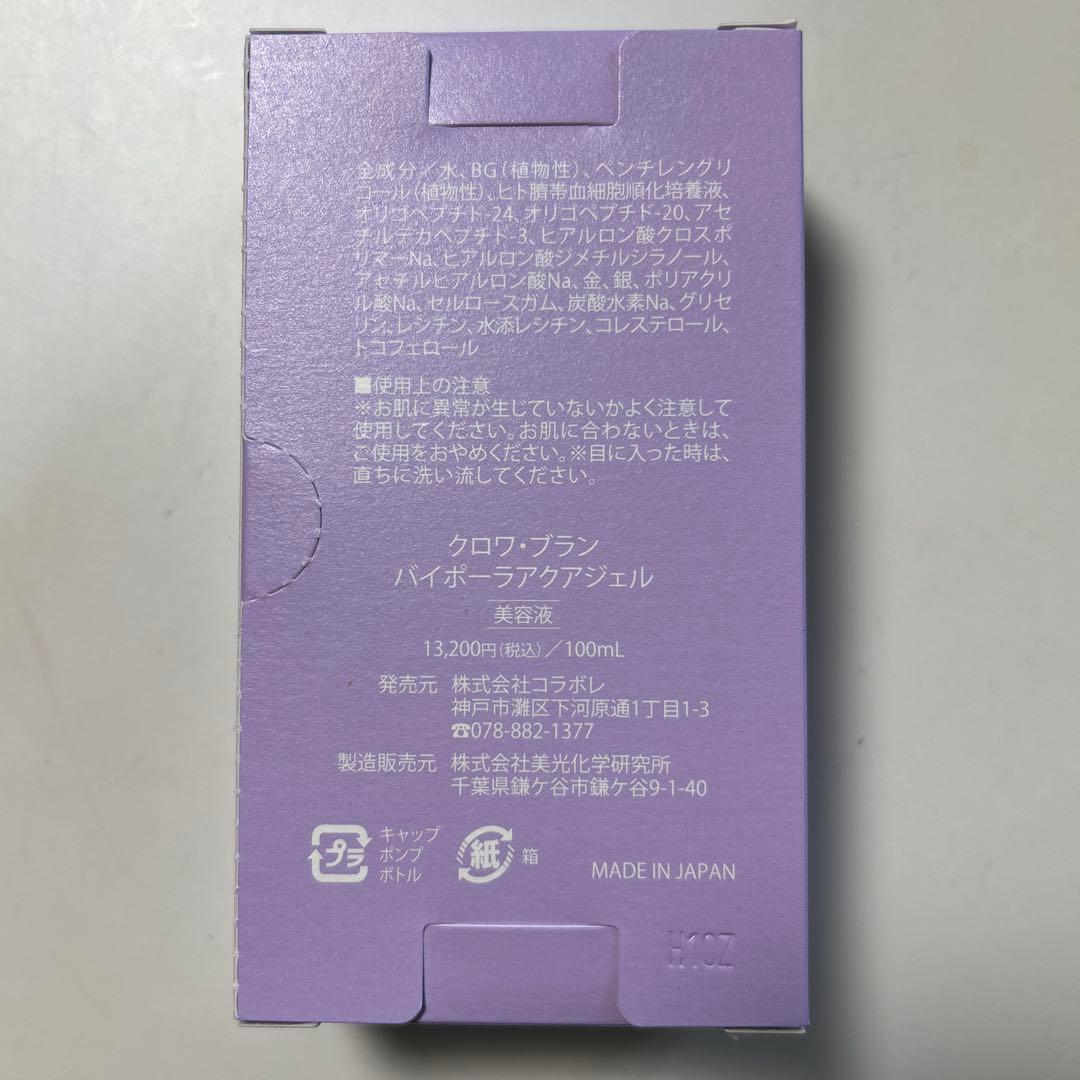 全成分／水、BG（植物性）、ペンチレングリ
コール（植物性）、ヒト臍帯血細胞順化培養液、
オリゴペプチド-24、オリゴペプチド-20、アセ
チルデカペプチド-3、ヒアルロン酸クロスポ
リマーNa、ヒアルロン酸ジメチルシラノール、
アセチルヒアルロン酸Na、金、銀、ポリアクリ
ル酸Na、セルロースガム、炭酸水素Na、グリセ
リン、レシチン、水添レシチン、コレステロール、
トコフェロール
■使用上の注意
※お肌に異常が生じていないかよく注意して
使用してください。お肌に合わないときは、
ご使用をおやめください。※目に入った時は、
直ちに洗い流してください。
クロワ・ブラン
バイポーラアクアジェル
美容液
13,200円（税込）／100mL
発売元 株式会社コラボレ
神戸市灘区下河原通1丁目1-3
☎078-882-1377
製造販売元 株式会社美光化学研究所
千葉県鎌ケ谷市鎌ケ谷9-1-40
プラ キャップ
ポンプ
ボトル
紙 箱
MADE IN JAPAN
H10Z